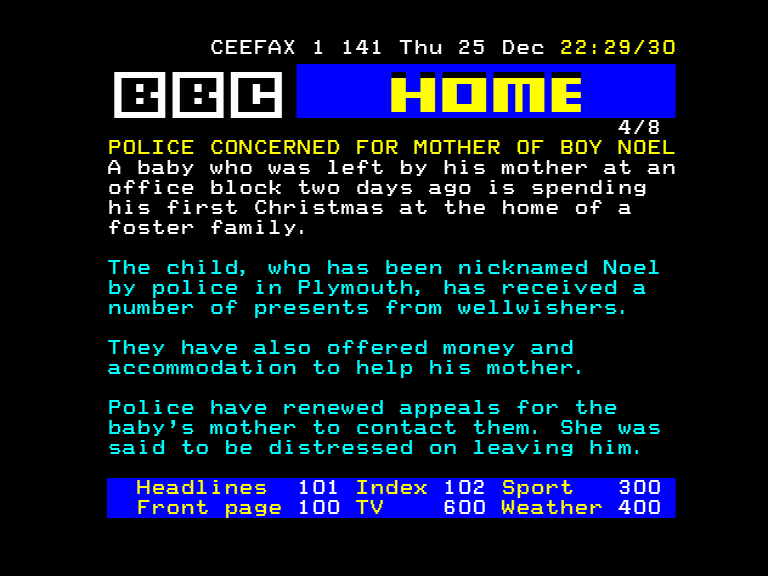 CEEFAX 1 141 Thu 25 Dec 22:29/30
BBC HOME
4/8
POLICE CONCERNED FOR MOTHER OF BOY NOEL
A baby who was left by his mother at an
office block two days ago is spending
his first Christmas at the home of a
foster family.
The child, who has been nicknamed Noel
by police in Plymouth, has received a
number of presents from wellwishers.
They have also offered money and
accommodation to help his mother.
Police have renewed appeals for the
baby's mother to contact them. She was
said to be distressed on leaving him.
Headlines 101 Index 102 Sport 300
Front page 100 TV 600 Weather 400